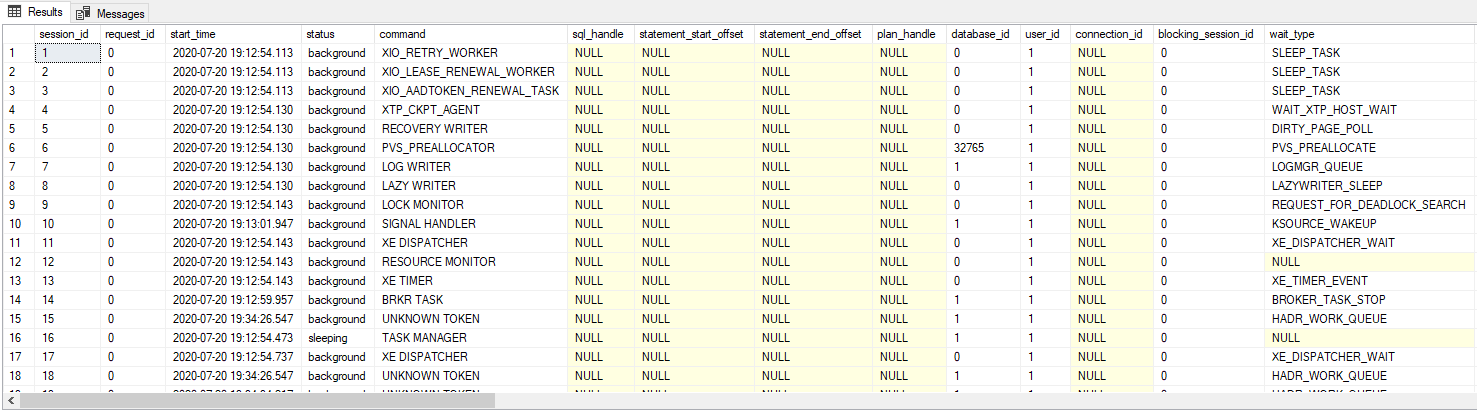 Results Messages
session_id request_id start_time status command sql_handle statement_start_offset statement_end_offset plan_handle database_id user_id connection_id blocking_session_id wait_type
1 1 0 2020-07-20 19:12:54.113 background XIO_RETRY_WORKER NULL NULL NULL NULL 0 1 NULL 0 SLEEP_TASK
2 2 0 2020-07-20 19:12:54.113 background XIO_LEASE_RENEWAL_WORKER NULL NULL NULL NULL 0 1 NULL 0 SLEEP_TASK
3 3 0 2020-07-20 19:12:54.113 background XIO_AADTOKEN_RENEWAL_TASK NULL NULL NULL NULL 0 1 NULL 0 SLEEP_TASK
4 4 0 2020-07-20 19:12:54.130 background XTP_CKPT_AGENT NULL NULL NULL NULL 0 1 NULL 0 WAIT_XTP_HOST_WAIT
5 5 0 2020-07-20 19:12:54.130 background RECOVERY WRITER NULL NULL NULL NULL 0 1 NULL 0 DIRTY_PAGE_POLL
6 6 0 2020-07-20 19:12:54.130 background PVS_PREALLOCATOR NULL NULL NULL NULL 32765 1 NULL 0 PVS_PREALLOCATE
7 7 0 2020-07-20 19:12:54.130 background LOG WRITER NULL NULL NULL NULL 1 1 NULL 0 LOGMGR_QUEUE
8 8 0 2020-07-20 19:12:54.130 background LAZY WRITER NULL NULL NULL NULL 0 1 NULL 0 LAZYWRITER_SLEEP
9 9 0 2020-07-20 19:12:54.143 background LOCK MONITOR NULL NULL NULL NULL 0 1 NULL 0 REQUEST_FOR_DEADLOCK_SEARCH
10 10 0 2020-07-20 19:13:01.947 background SIGNAL HANDLER NULL NULL NULL NULL 1 1 NULL 0 KSOURCE_WAKEUP
11 11 0 2020-07-20 19:12:54.143 background XE DISPATCHER NULL NULL NULL NULL 0 1 NULL 0 XE_DISPATCHER_WAIT
12 12 0 2020-07-20 19:12:54.143 background RESOURCE MONITOR NULL NULL NULL NULL 0 1 NULL 0 NULL
13 13 0 2020-07-20 19:12:54.143 background XE TIMER NULL NULL NULL NULL 0 1 NULL 0 XE_TIMER_EVENT
14 14 0 2020-07-20 19:12:59.957 background BRKR TASK NULL NULL NULL NULL 1 1 NULL 0 BROKER_TASK_STOP
15 15 0 2020-07-20 19:34:26.547 background UNKNOWN TOKEN NULL NULL NULL NULL 1 1 NULL 0 HADR_WORK_QUEUE
16 16 0 2020-07-20 19:12:54.473 sleeping TASK MANAGER NULL NULL NULL NULL 1 1 NULL 0 NULL
17 17 0 2020-07-20 19:12:54.737 background XE DISPATCHER NULL NULL NULL NULL 0 1 NULL 0 XE_DISPATCHER_WAIT
18 18 0 2020-07-20 19:34:26.547 background UNKNOWN TOKEN NULL NULL NULL NULL 1 1 NULL 0 HADR_WORK_QUEUE